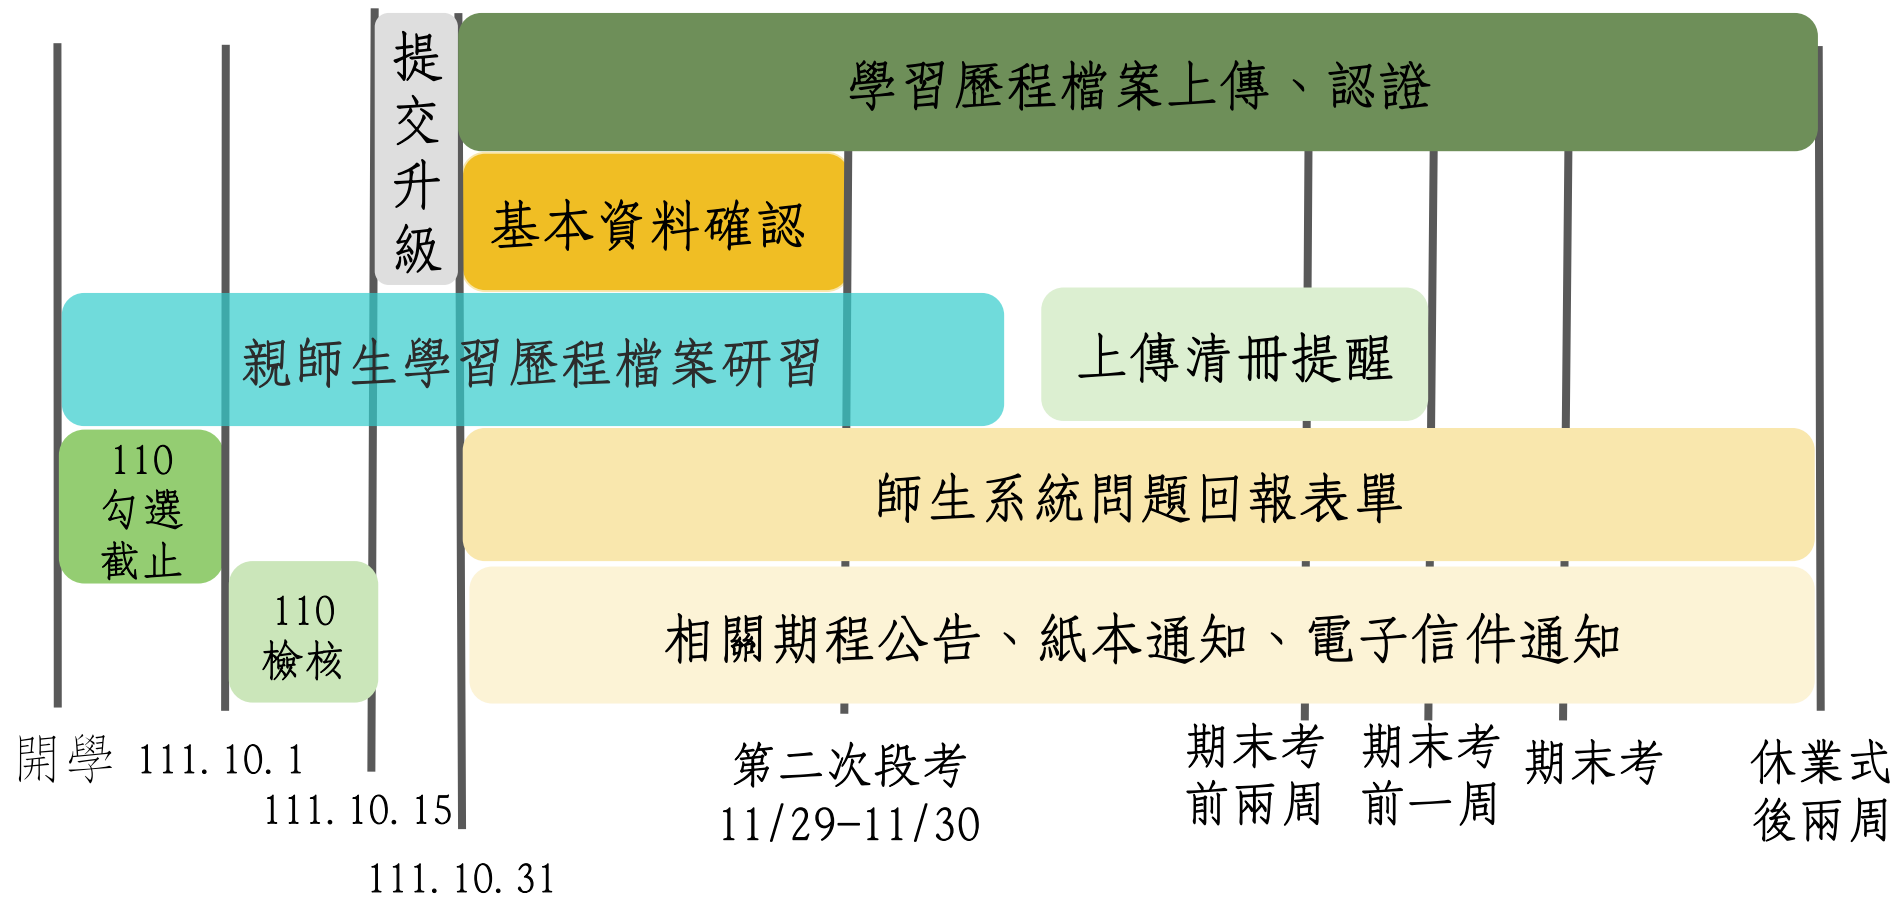 提
交
升
級
學習歷程檔案上傳、認證
基本資料確認
親師生學習歷程檔案研習
上傳清冊提醒
110
勾選
截止
師生系統問題回報表單
110
檢核
相關期程公告、紙本通知、電子信件通知
開學
111.10.1
111.10.15
111.10.31
第二次段考
11/29-11/30
期末考
前兩周
期末考
前一周
期末考
休業式
後兩周